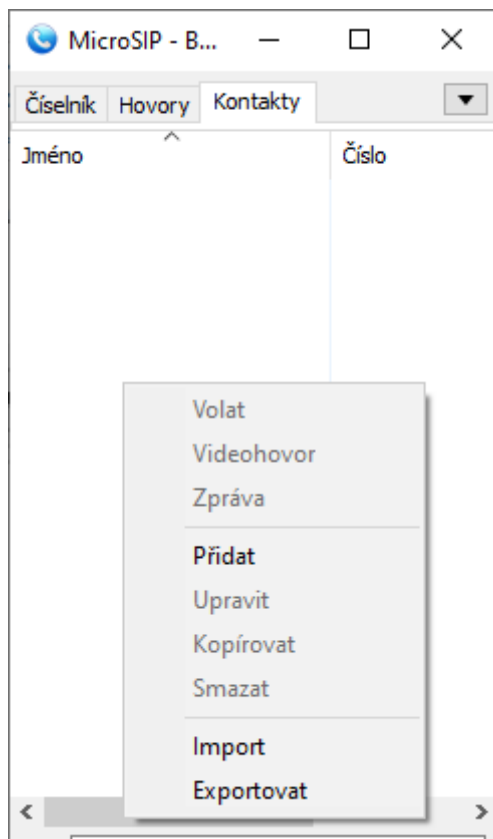 MicroSIP - B...
Číselník Hovory Kontakty
Jméno Číslo
Volat
Videohovor
Zpráva
Přidat
Upravit
Kopírovat
Smazat
Import
Exportovat